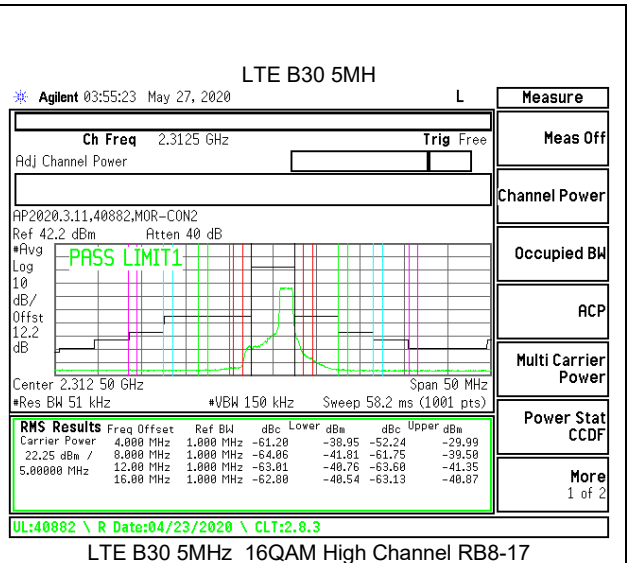 LTE B30 5MH
Agilent 03:55:23 May 27, 2020 L Measure
Ch Freq 2.3125 GHz Trig Free Meas Off
Adj Channel Power
Channel Power
AP2020.3.11,40882,MOR-CON2
Ref 42.2 dBm Atten 40 dB
#Avg PASS LIMIT1 Occupied BW
Log
10
dB/
Offst ACP
12.2
dB
Multi Carrier
Power
Center 2.312 50 GHz Span 50 MHz
#Res BW 51 kHz #VBW 150 kHz Sweep 58.2 ms (1001 pts)
Power Stat
CCDF
RMS Results Freq Offset Ref BW dBc Lower dBm dBc Upper dBm
Carrier Power 4.000 MHz 1.000 MHz -61.20 -38.95 -52.24 -29.99
22.25 dBm / 8.000 MHz 1.000 MHz -64.06 -41.81 -61.75 -39.50
5.00000 MHz 12.00 MHz 1.000 MHz -63.01 -40.76 -63.60 -41.35
16.00 MHz 1.000 MHz -62.80 -40.54 -63.13 -40.87
More
1 of 2
UL:40882 \ R Date:04/23/2020 \ CLT:2.8.3
LTE B30 5MHz 16QAM High Channel RB8-17